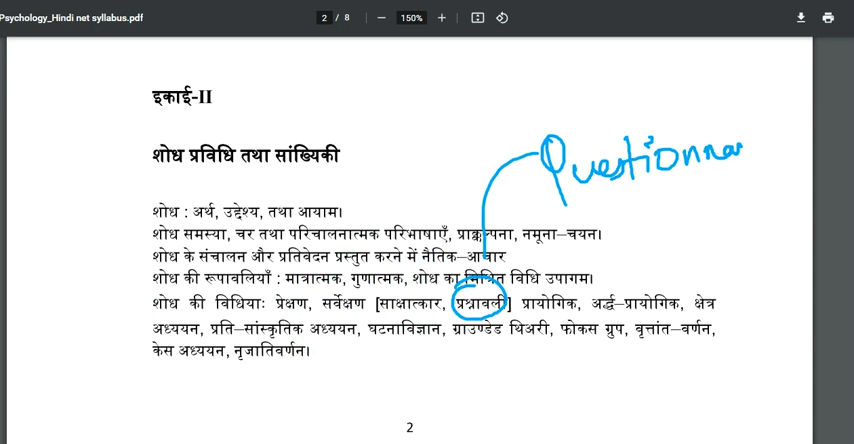 Psychology_Hindi net syllabus.pdf
2 / 8
150%
इकाई-II
Questionna
शोध प्रविधि तथा सांख्यिकी
शोध : अर्थ, उद्देश्य, तथा आयाम।
शोध समस्या, चर तथा परिचालनात्मक परिभाषाएँ, प्राक्कल्पना, नमूना–चयन।
शोध के संचालन और प्रतिवेदन प्रस्तुत करने में नैतिक–आचार
शोध की रूपावलियाँ : मात्रात्मक, गुणात्मक, शोध का मिश्रित विधि उपागम।
शोध की विधियाः प्रेक्षण, सर्वेक्षण [साक्षात्कार, प्रश्नावली] प्रायोगिक, अर्द्ध–प्रायोगिक, क्षेत्र
अध्ययन, प्रति–सांस्कृतिक अध्ययन, घटनाविज्ञान, ग्राउण्डेड थिअरी, फोकस ग्रुप, वृत्तांत–वर्णन,
केस अध्ययन, नृजातिवर्णन।
2